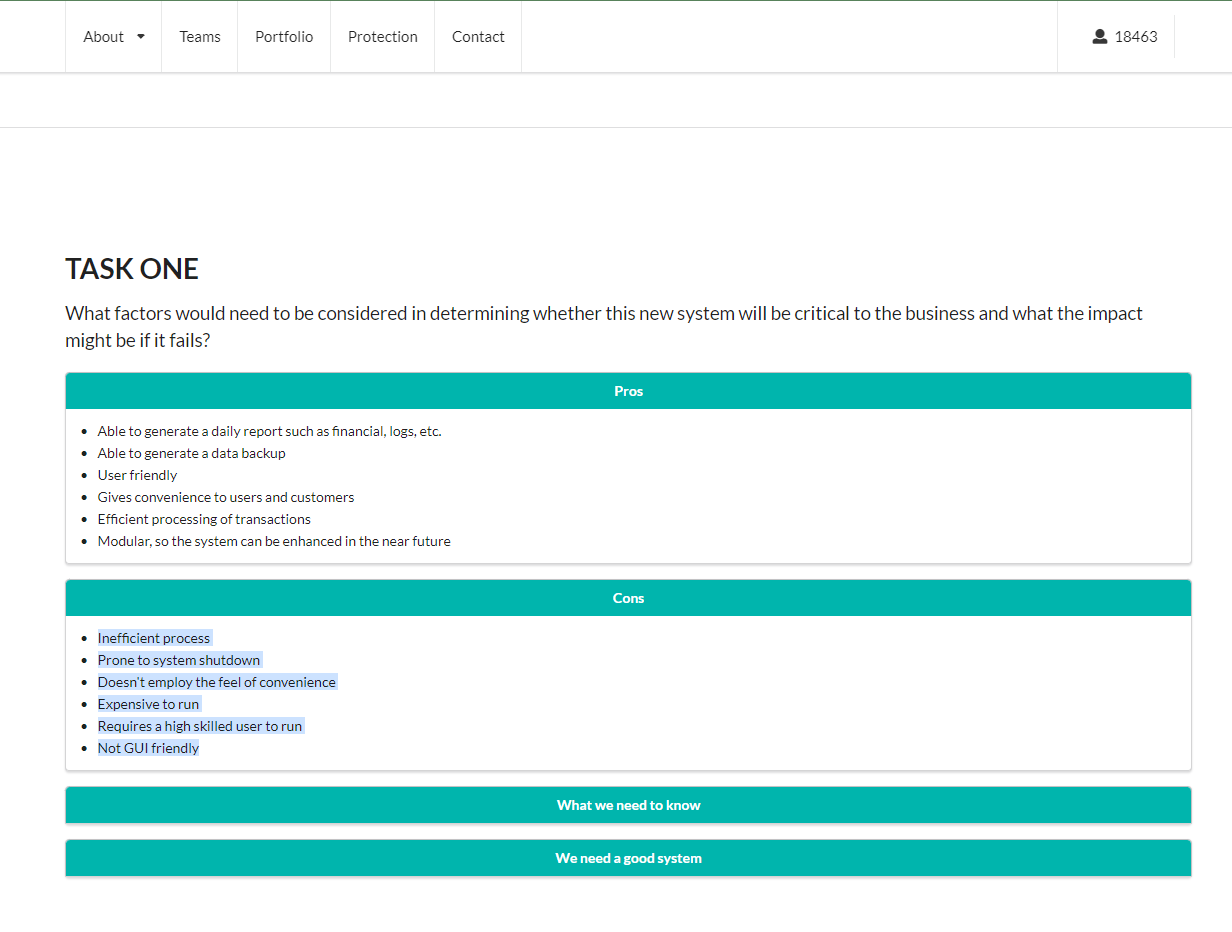 About
Teams
Portfolio
Protection
Contact
18463
TASK ONE
What factors would need to be considered in determining whether this new system will be critical to the business and what the impact
might be if it fails?
Pros
Able to generate a daily report such as financial, logs, etc.
Able to generate a data backup
User friendly
Gives convenience to users and customers
Efficient processing of transactions
Modular, so the system can be enhanced in the near future
Cons
Inefficient process
Prone to system shutdown
Doesn't employ the feel of convenience
Expensive to run
Requires a high skilled user to run
Not GUI friendly
What we need to know
We need a good system